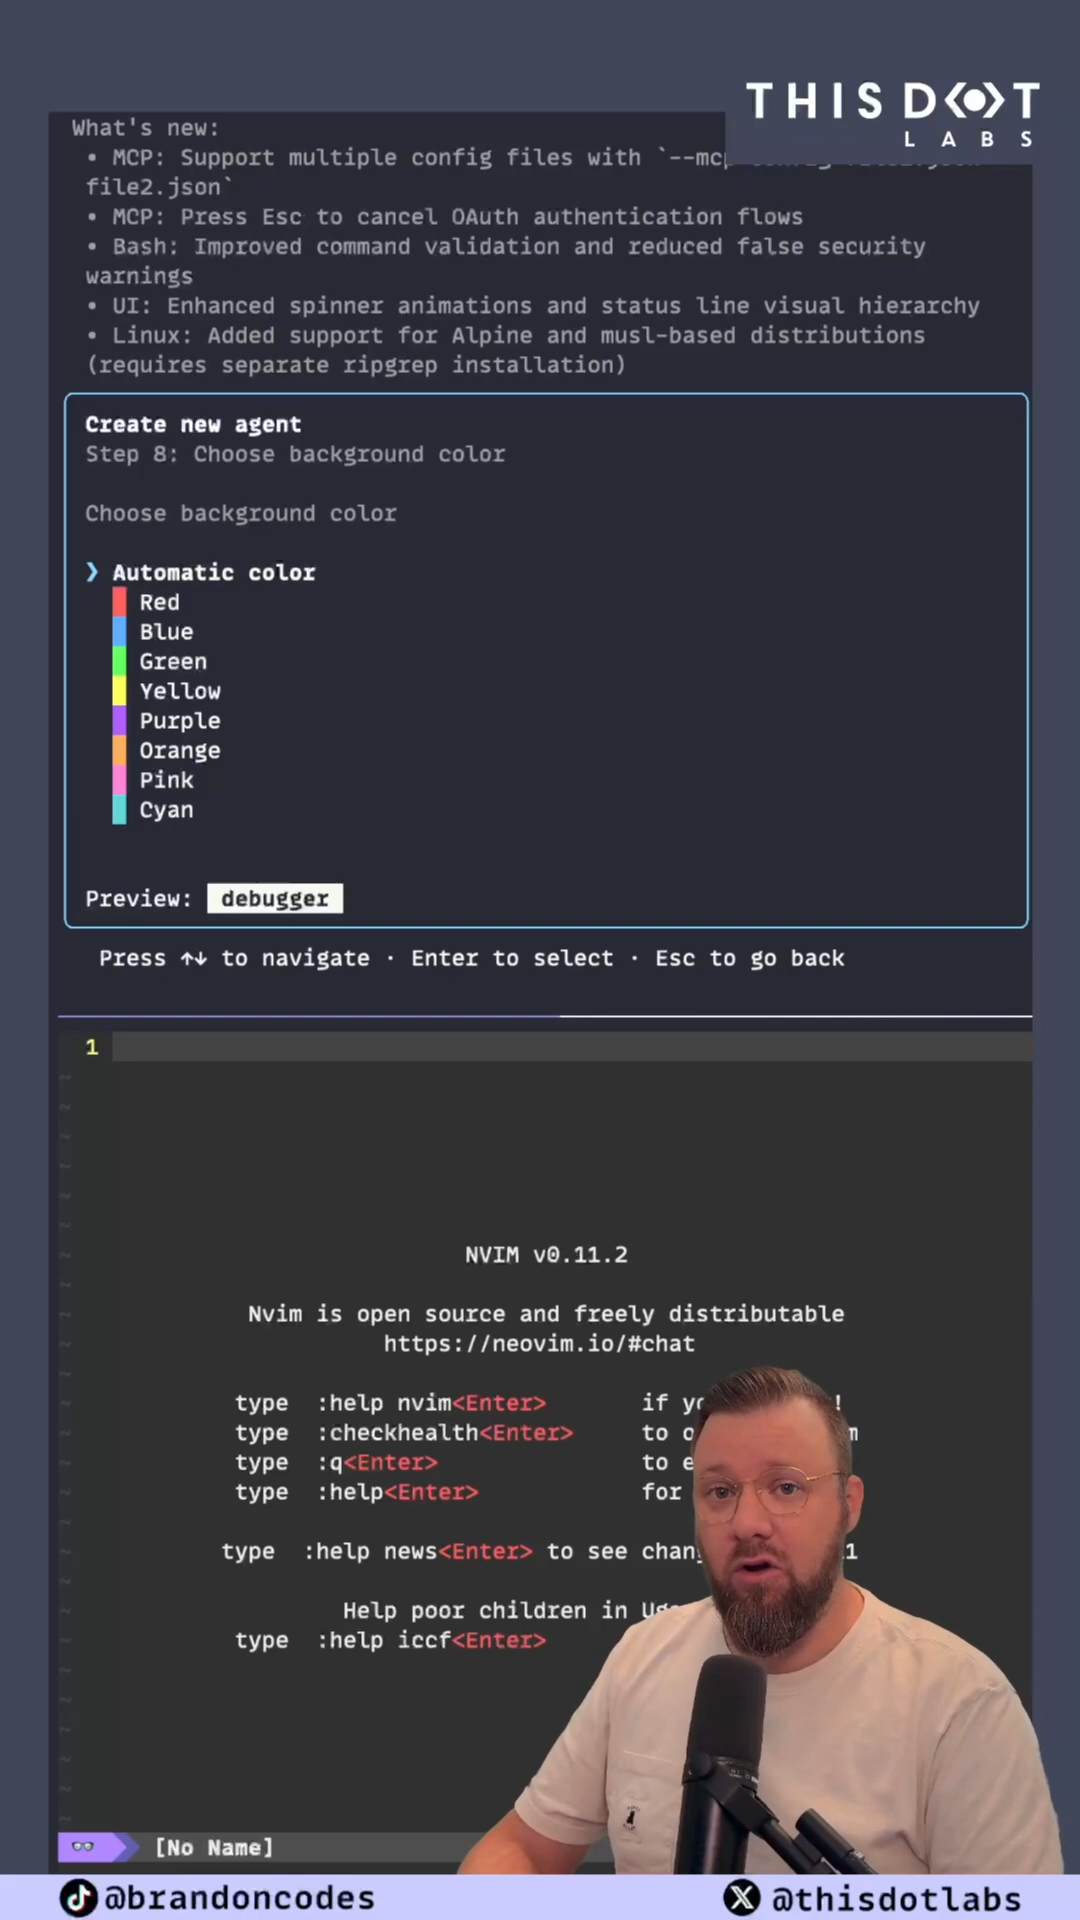 THIS DOT
LABS
What's new:
• MCP: Support multiple config files with `--mcp
file2.json`
• MCP: Press Esc to cancel OAuth authentication flows
• Bash: Improved command validation and reduced false security
warnings
• UI: Enhanced spinner animations and status line visual hierarchy
• Linux: Added support for Alpine and musl-based distributions
(requires separate ripgrep installation)
Create new agent
Step 8: Choose background color
Choose background color
❯ Automatic color
Red
Blue
Green
Yellow
Purple
Orange
Pink
Cyan
Preview: debugger
Press ↑↓ to navigate · Enter to select · Esc to go back
1
NVIM v0.11.2
Nvim is open source and freely distributable
https://neovim.io/#chat
type :help nvim<Enter> if !
type :checkhealth<Enter> to
type :q<Enter> to
type :help<Enter> for
type :help news<Enter> to see
Help poor children in
type :help iccf<Enter>
[No Name]
@brandoncodes
@thisdotlabs